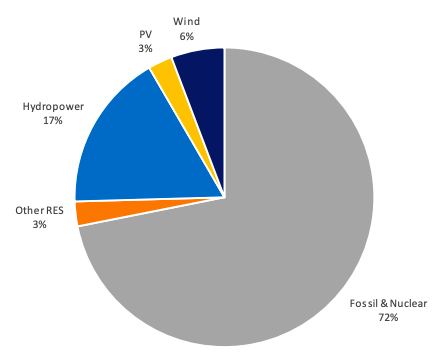 Wind
6%
PV
3%
Hydropower
17%
Other RES
3%
Fossil & Nuclear
72%